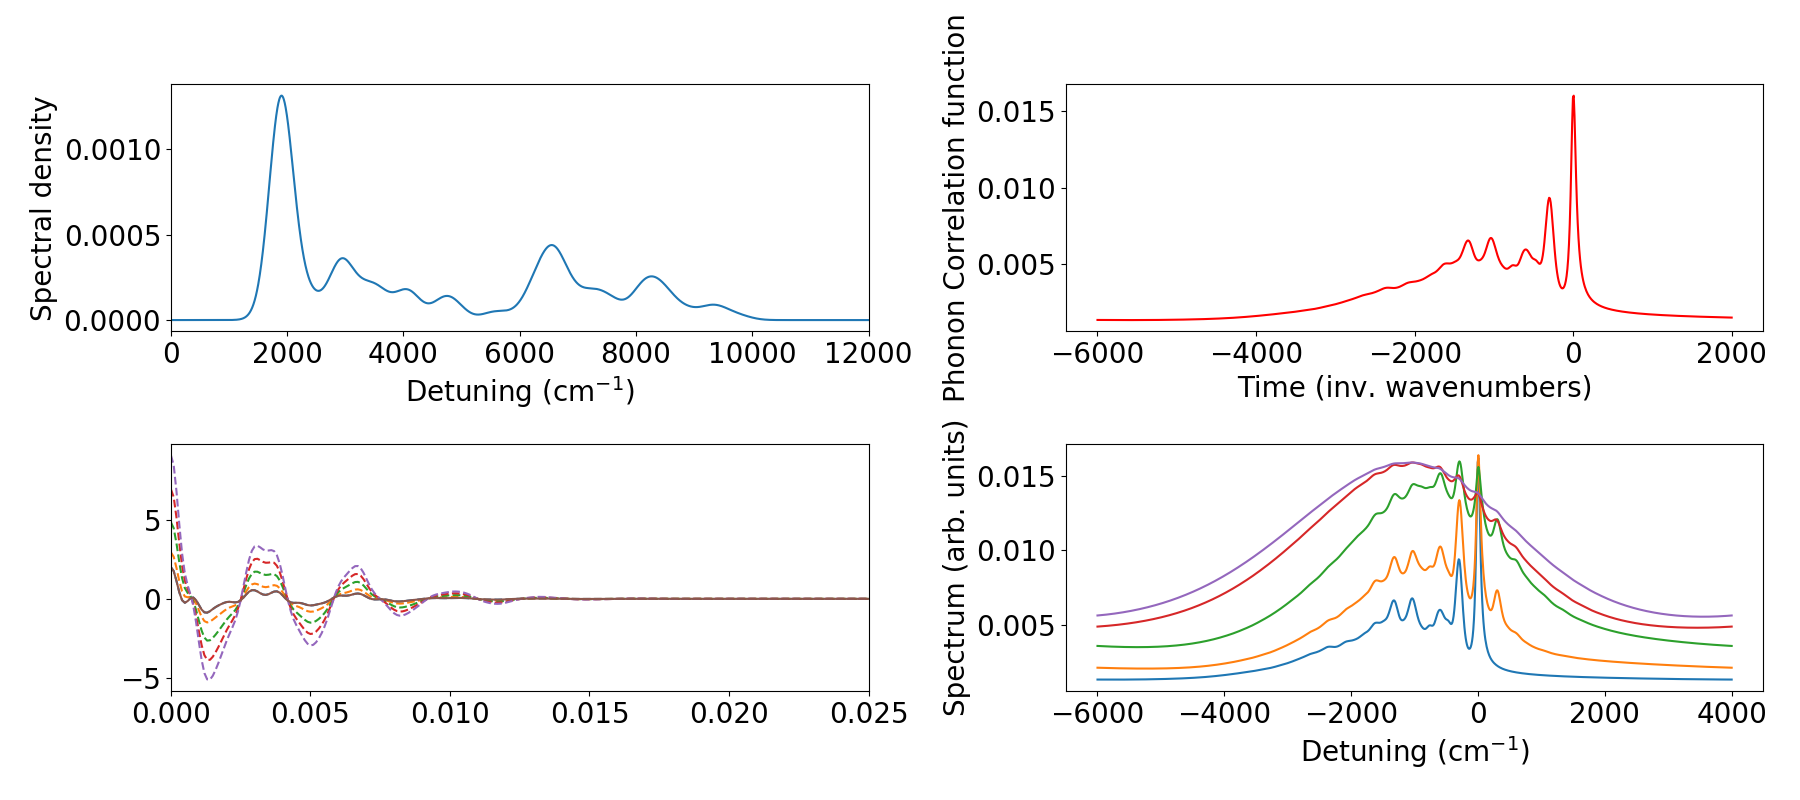 Spectral density
0.0010
0.0005
0.0000
0 2000 4000 6000 8000 10000 12000
Detuning (cm⁻¹)
Phonon Correlation function
0.015
0.010
0.005
−6000 −4000 −2000 0 2000
Time (inv. wavenumbers)
5
0
−5
0.000 0.005 0.010 0.015 0.020 0.025
Spectrum (arb. units)
0.015
0.010
0.005
−6000 −4000 −2000 0 2000 4000
Detuning (cm⁻¹)